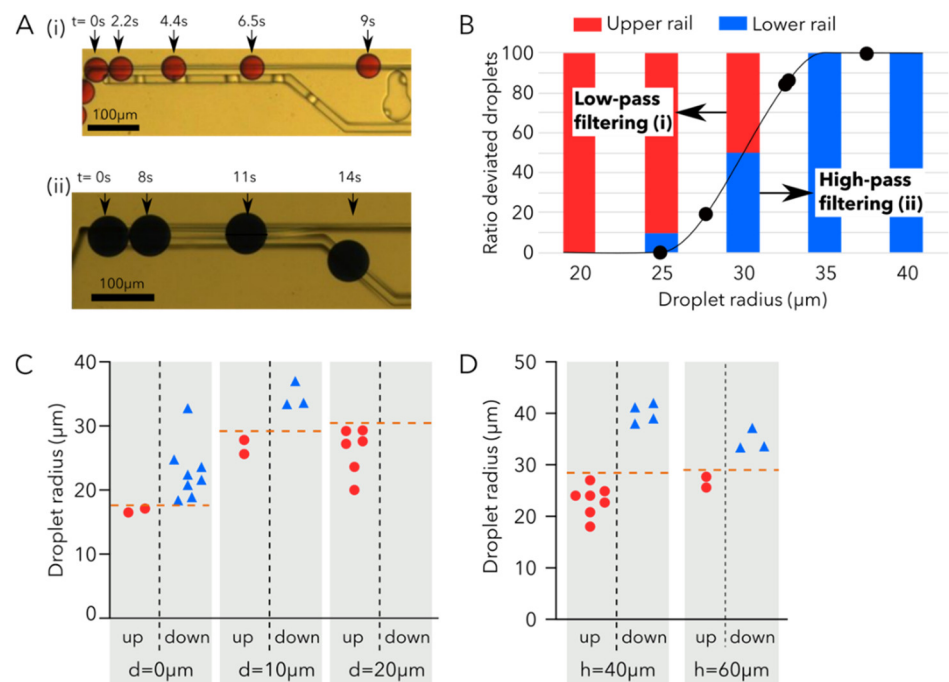 A
(i)
t= 0s 2.2s 4.4s 6.5s 9s
100µm
(ii)
t= 0s 8s 11s 14s
100µm
B
Upper rail Lower rail
Ratio deviated droplets
100
80
60
40
20
0
Low-pass
filtering (i)
High-pass
filtering (ii)
20 25 30 35 40
Droplet radius (µm)
C
Droplet radius (µm)
40
30
20
10
0
up down up down up down
d=0µm d=10µm d=20µm
D
Droplet radius (µm)
50
40
30
20
10
0
up down up down
h=40µm h=60µm